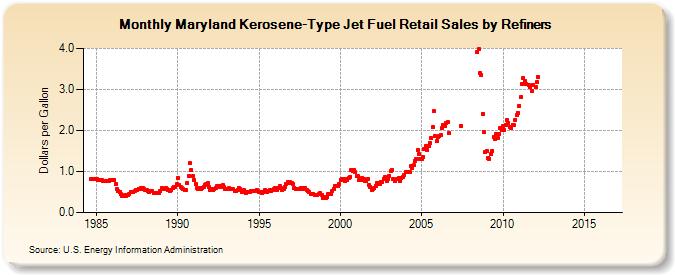 Monthly Maryland Kerosene-Type Jet Fuel Retail Sales by Refiners
Dollars per Gallon
4.0
3.0
2.0
1.0
0.0
1985 1990 1995 2000 2005 2010 2015
Source: U.S. Energy Information Administration